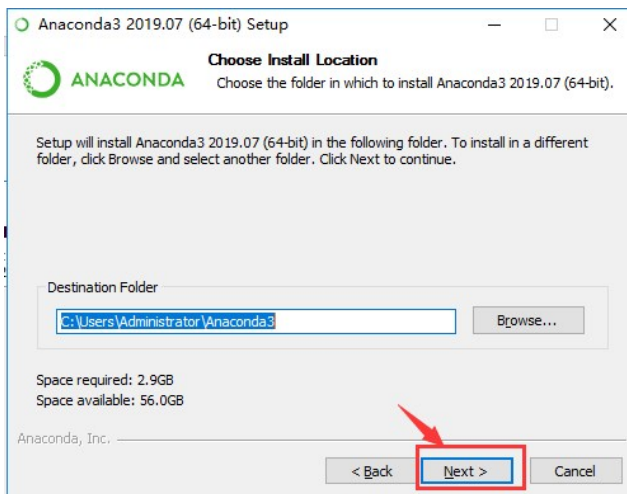 Anaconda3 2019.07 (64-bit) Setup
ANACONDA
Choose Install Location
Choose the folder in which to install Anaconda3 2019.07 (64-bit).
Setup will install Anaconda3 2019.07 (64-bit) in the following folder. To install in a different
folder, click Browse and select another folder. Click Next to continue.
Destination Folder
C:\Users\Administrator\Anaconda3
Browse...
Space required: 2.9GB
Space available: 56.0GB
Anaconda, Inc.
< Back
Next >
Cancel